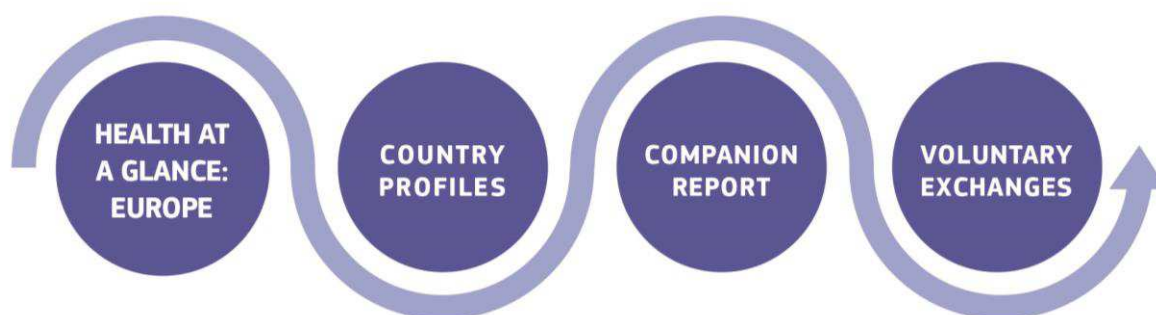 HEALTH AT
A GLANCE:
EUROPE
COUNTRY
PROFILES
COMPANION
REPORT
VOLUNTARY
EXCHANGES